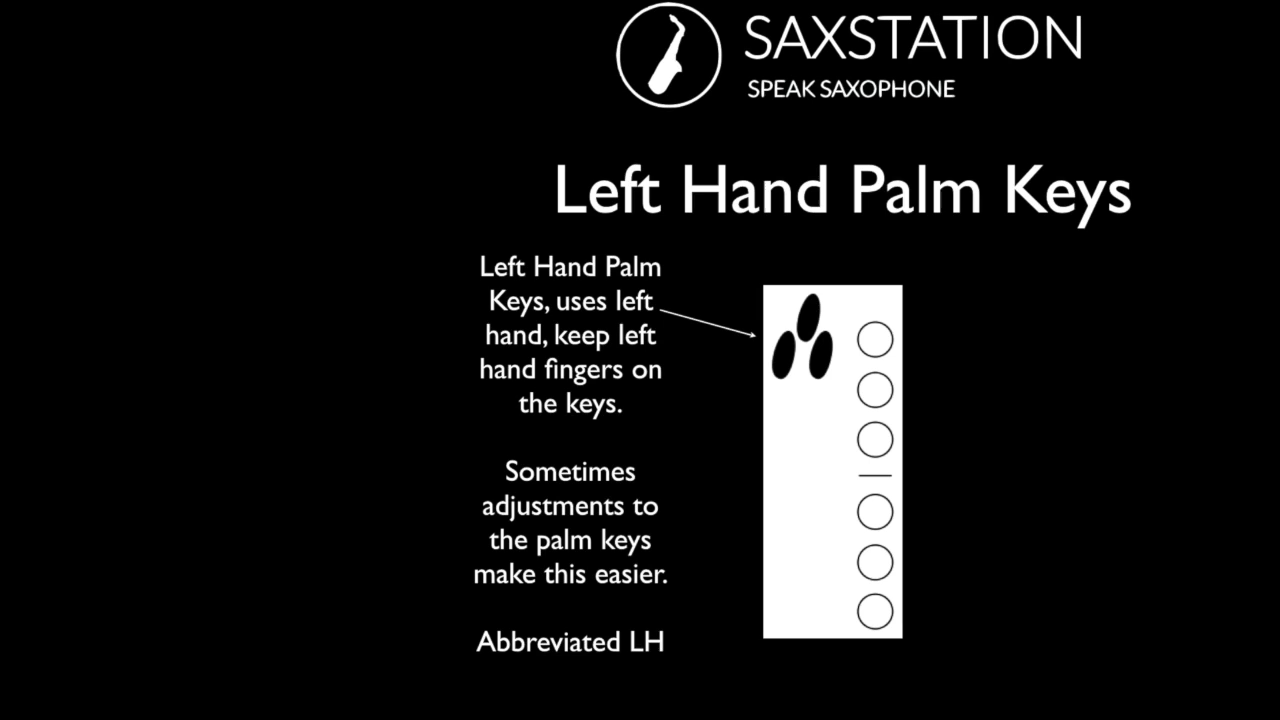 SAXSTATION
SPEAK SAXOPHONE
Left Hand Palm Keys
Left Hand Palm
Keys, uses left
hand, keep left
hand fingers on
the keys.
Sometimes
adjustments to
the palm keys
make this easier.
Abbreviated LH